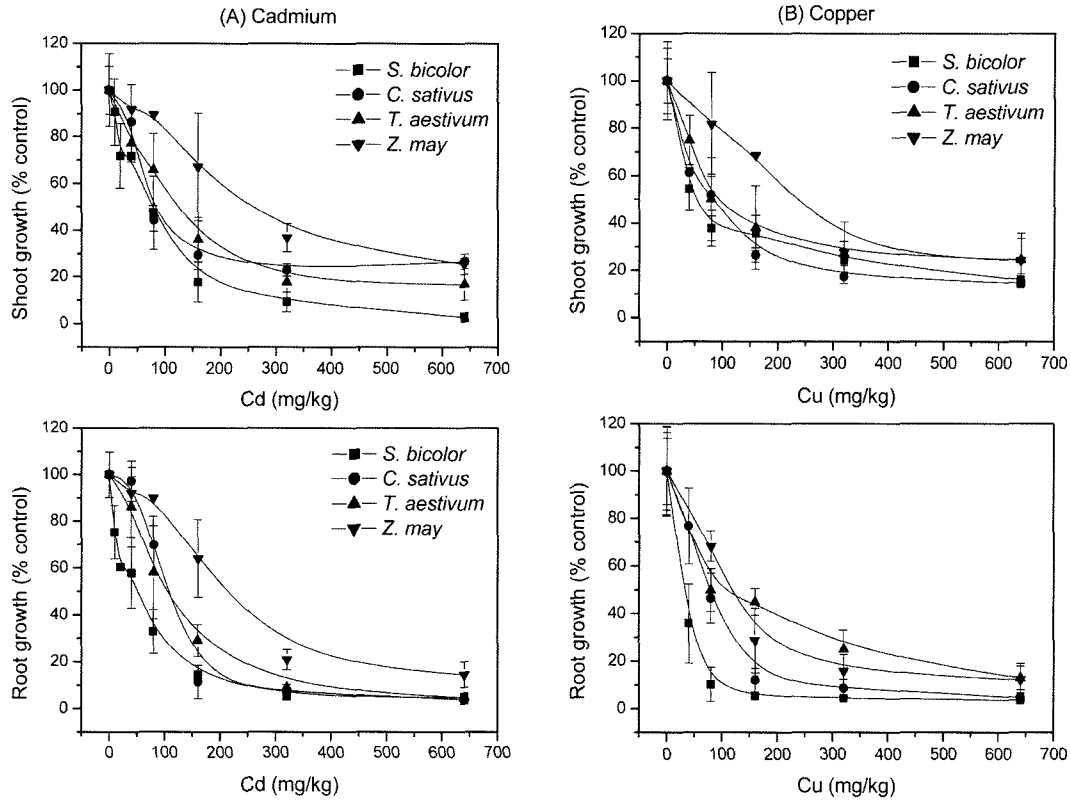 (A) Cadmium
120
100
80
60
40
20
0
Shoot growth (% control)
S. bicolor
C. sativus
T. aestivum
Z. may
0 100 200 300 400 500 600 700
Cd (mg/kg)
(B) Copper
120
100
80
60
40
20
0
Shoot growth (% control)
S. bicolor
C. sativus
T. aestivum
Z. may
0 100 200 300 400 500 600 700
Cu (mg/kg)
120
100
80
60
40
20
0
Root growth (% control)
S. bicolor
C. sativus
T. aestivum
Z. may
0 100 200 300 400 500 600 700
Cd (mg/kg)
120
100
80
60
40
20
0
Root growth (% control)
0 100 200 300 400 500 600 700
Cu (mg/kg)